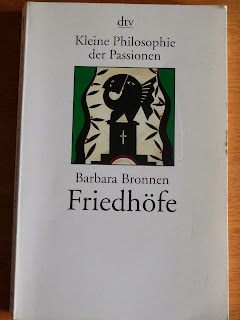 dtv
Kleine Philosophie
der Passionen
Barbara Bronnen
Friedhöfe